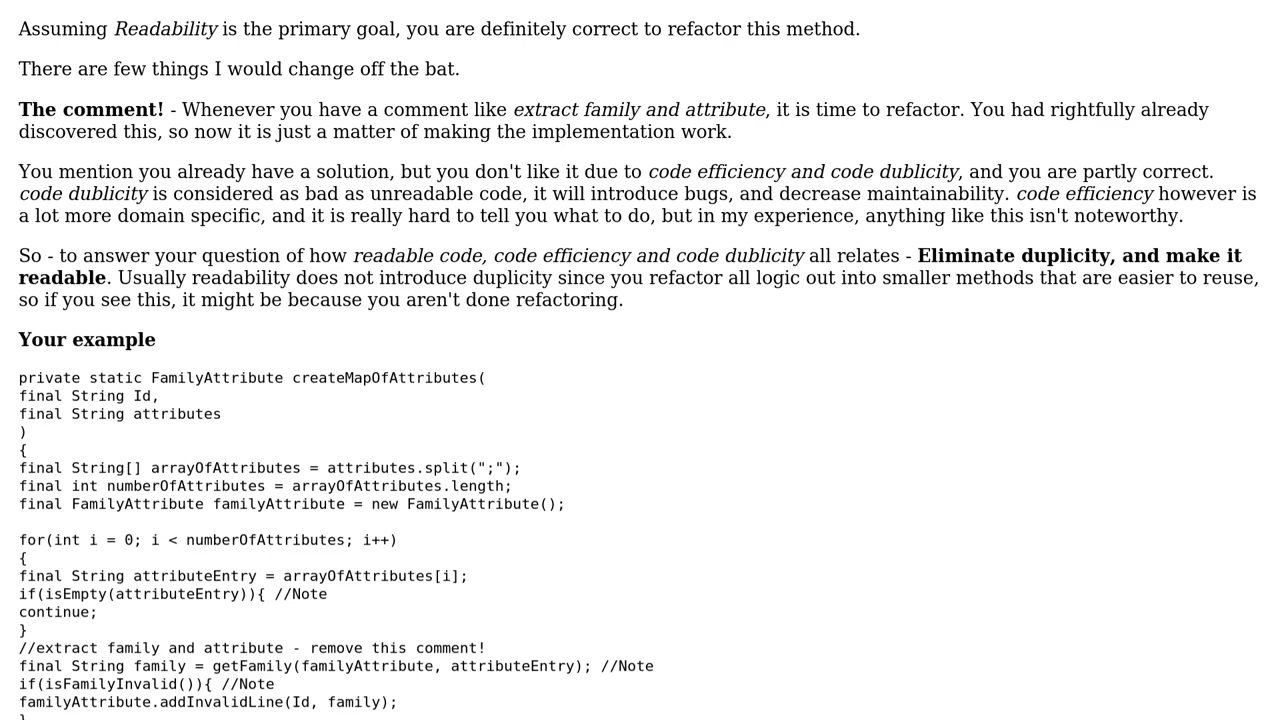 Assuming Readability is the primary goal, you are definitely correct to refactor this method.
There are few things I would change off the bat.
The comment! - Whenever you have a comment like extract family and attribute, it is time to refactor. You had rightfully already
discovered this, so now it is just a matter of making the implementation work.
You mention you already have a solution, but you don't like it due to code efficiency and code dublicity, and you are partly correct.
code dublicity is considered as bad as unreadable code, it will introduce bugs, and decrease maintainability. code efficiency however is
a lot more domain specific, and it is really hard to tell you what to do, but in my experience, anything like this isn't noteworthy.
So - to answer your question of how readable code, code efficiency and code dublicity all relates - Eliminate duplicity, and make it
readable. Usually readability does not introduce duplicity since you refactor all logic out into smaller methods that are easier to reuse,
so if you see this, it might be because you aren't done refactoring.
Your example
private static FamilyAttribute createMapOfAttributes(
final String Id,
final String attributes
)
{
final String[] arrayOfAttributes = attributes.split(";");
final int numberOfAttributes = arrayOfAttributes.length;
final FamilyAttribute familyAttribute = new FamilyAttribute();
for(int i = 0; i < numberOfAttributes; i++)
{
final String attributeEntry = arrayOfAttributes[i];
if(isEmpty(attributeEntry)){ //Note
continue;
}
//extract family and attribute - remove this comment!
final String family = getFamily(familyAttribute, attributeEntry); //Note
if(isFamilyInvalid()){ //Note
familyAttribute.addInvalidLine(Id, family);
}